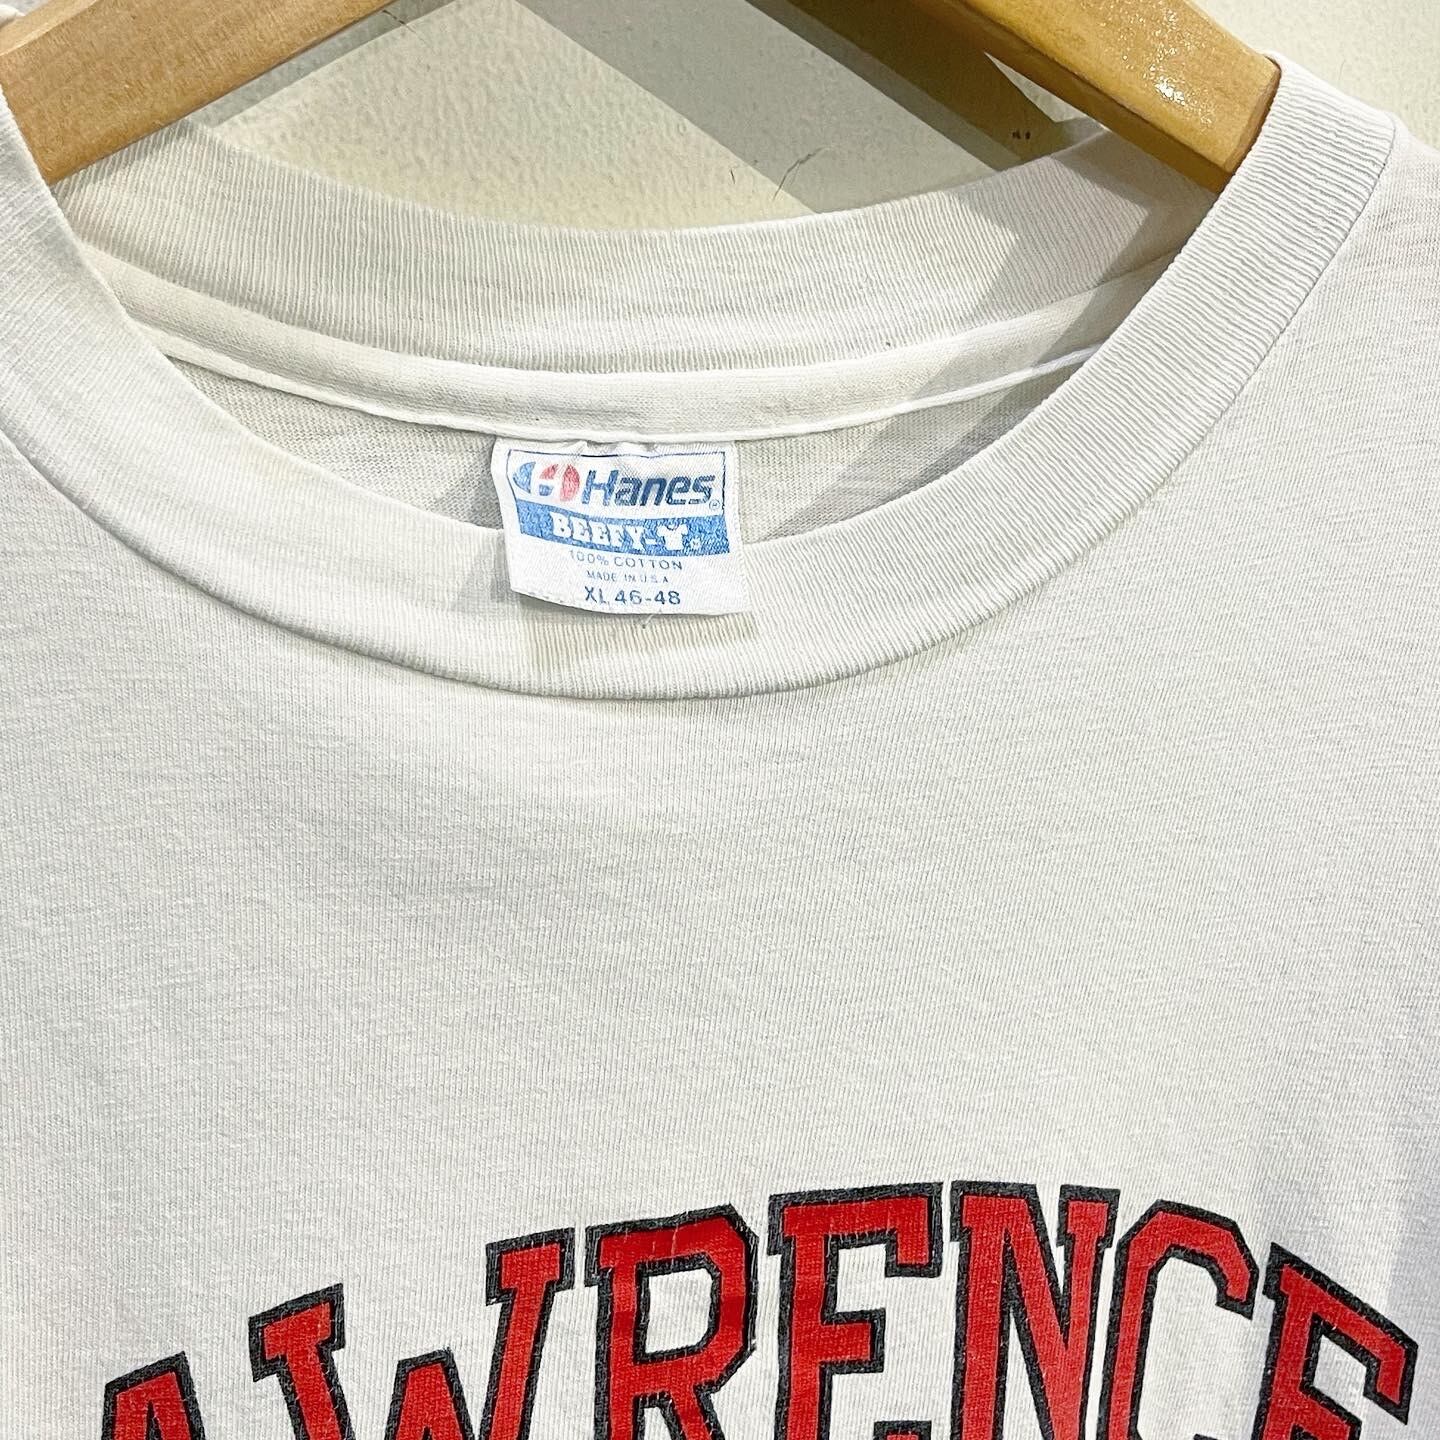 Hanes®
BEEFY-T
100% COTTON
MADE IN U.S.A
XL 46-48
AWRENCE